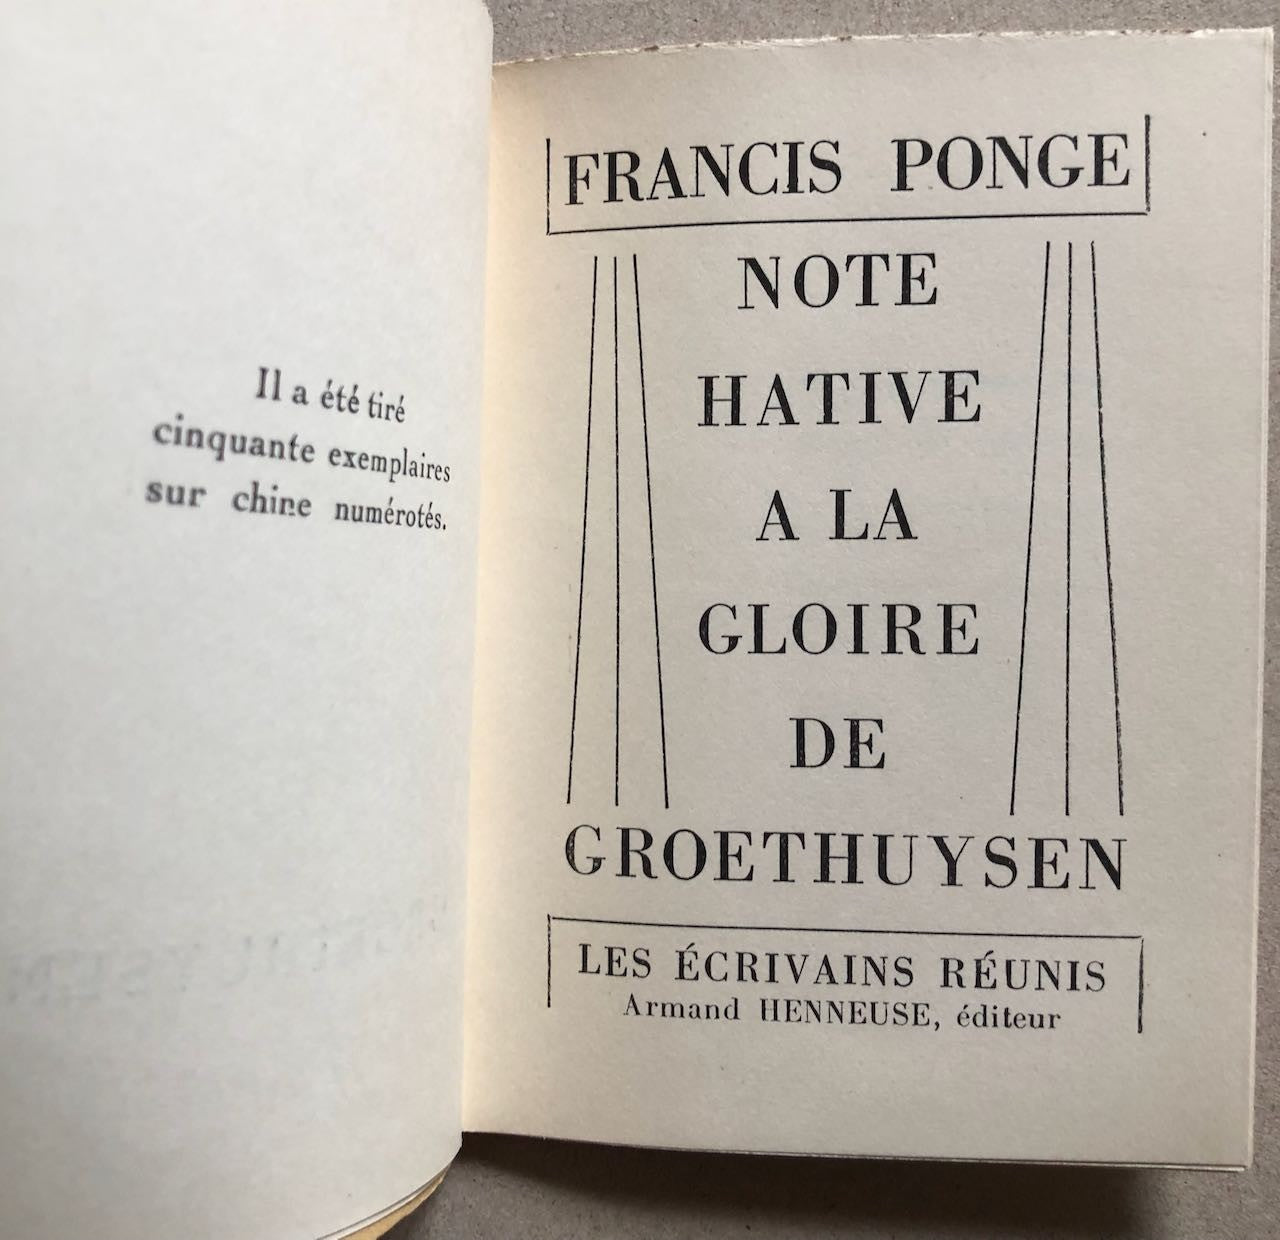 Il a été tiré
cinquante exemplaires
sur chine numérotés.
FRANCIS PONGE
NOTE
HATIVE
A LA
GLOIRE
DE
GROETHUYSEN
LES ÉCRIVAINS RÉUNIS
Armand HENNEUSE, éditeur